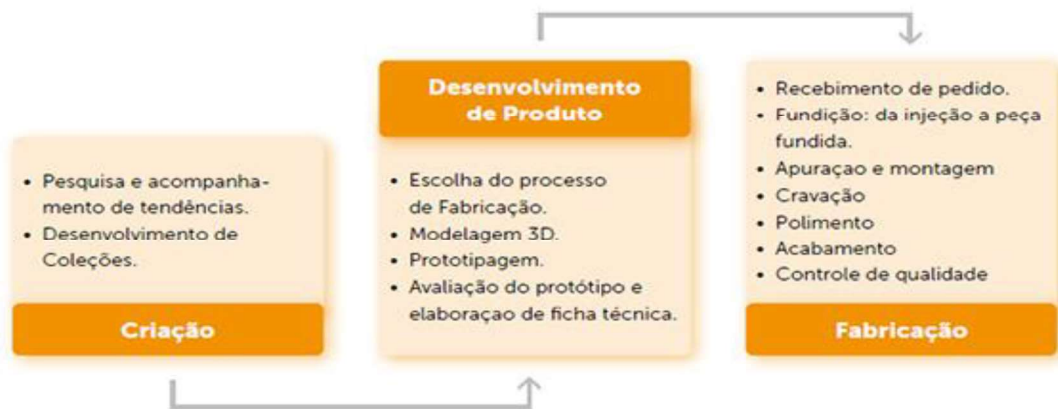 • Pesquisa e acompanha-
mento de tendências.
• Desenvolvimento de
Coleções.
Criação
Desenvolvimento
de Produto
• Escolha do processo
de Fabricação.
• Modelagem 3D.
• Prototipagem.
• Avaliação do protótipo e
elaboraçao de ficha técnica.
• Recebimento de pedido.
• Fundição: da injeção a peça
fundida.
• Apuraçao e montagem
• Cravação
• Polimento
• Acabamento
• Controle de qualidade
Fabricação